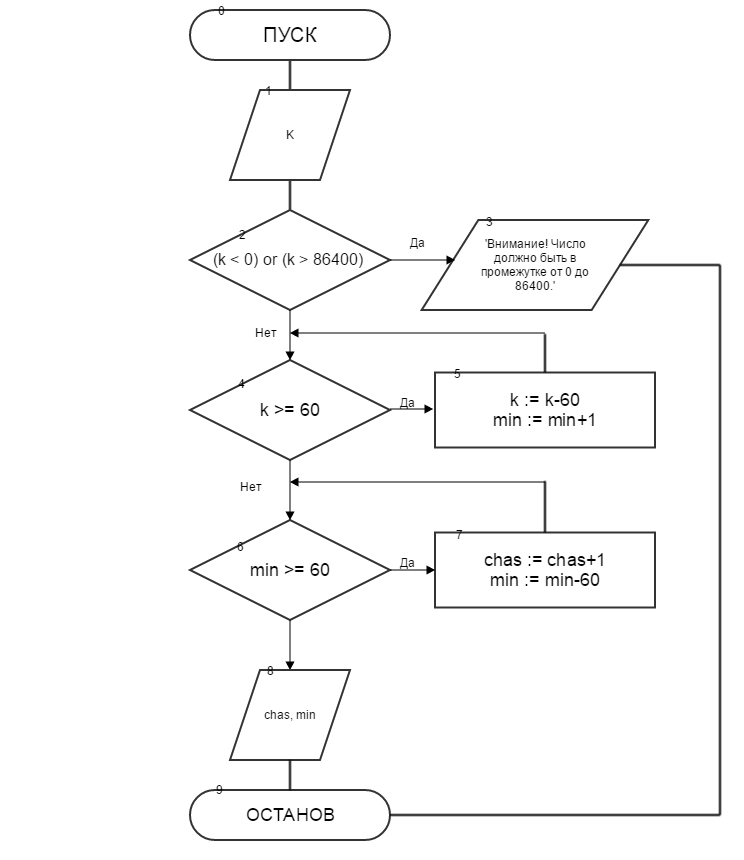 0
ПУСК
1
K
2
(k < 0) or (k > 86400)
Да
3
'Внимание! Число
должно быть в
промежутке от 0 до
86400.'
Нет
4
k >= 60
Да
5
k := k-60
min := min+1
Нет
6
min >= 60
Да
7
chas := chas+1
min := min-60
8
chas, min
9
ОСТАНОВ